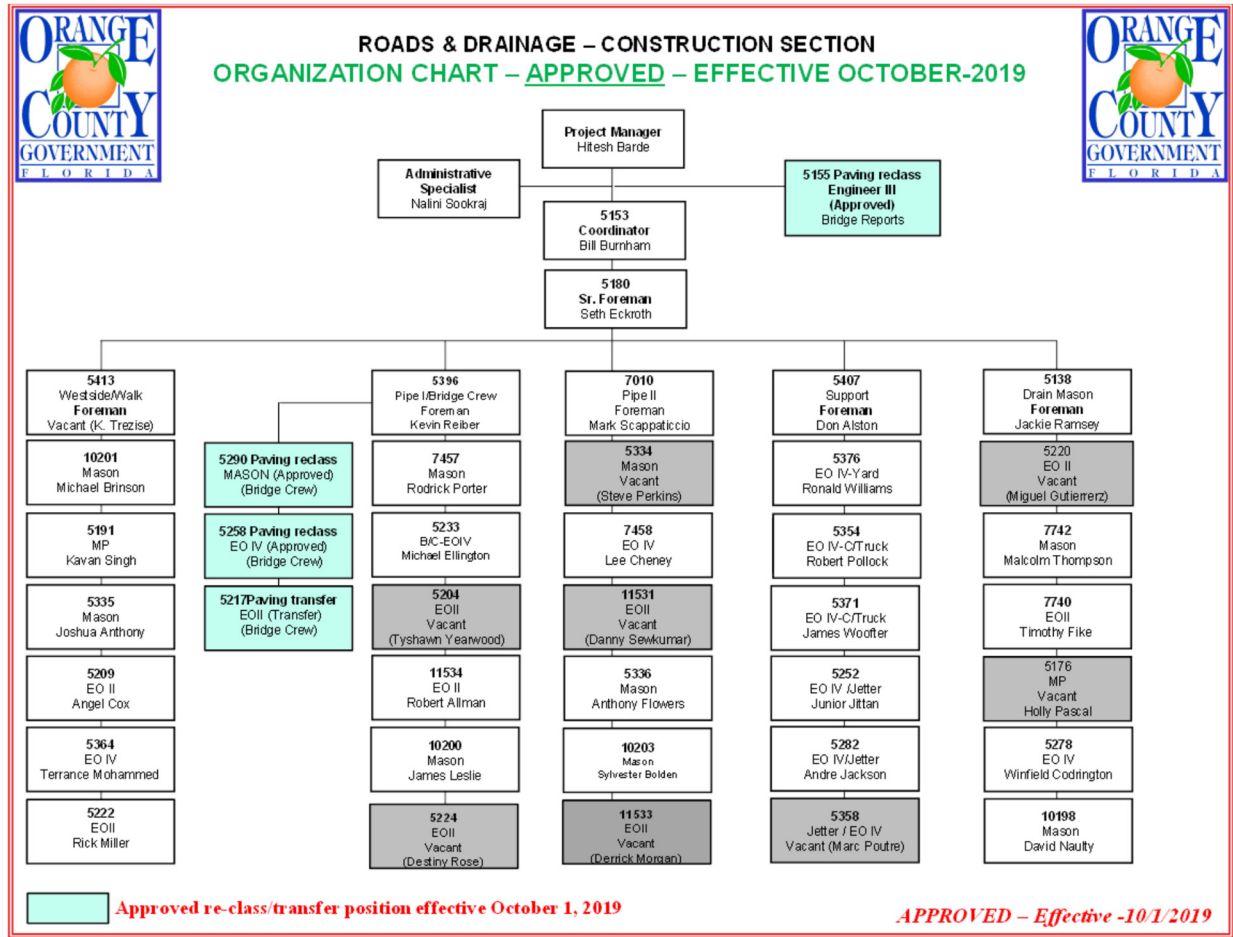 ORANGE
COUNTY
GOVERNMENT
FLORIDA
ROADS & DRAINAGE – CONSTRUCTION SECTION
ORGANIZATION CHART – APPROVED – EFFECTIVE OCTOBER-2019
ORANGE
COUNTY
GOVERNMENT
FLORIDA
Project Manager
Hitesh Barde
Administrative
Specialist
Nalini Sookraj
5155 Paving reclass
Engineer III
(Approved)
Bridge Reports
5153
Coordinator
Bill Burnham
5180
Sr. Foreman
Seth Eckroth
5413
Westside/Walk
Foreman
Vacant (K. Trezise)
10201
Mason
Michael Brinson
5191
MP
Kavan Singh
5335
Mason
Joshua Anthony
5209
EO II
Angel Cox
5364
EO IV
Terrance Mohammed
5222
EOII
Rick Miller
5290 Paving reclass
MASON (Approved)
(Bridge Crew)
5258 Paving reclass
EO IV (Approved)
(Bridge Crew)
5217Paving transfer
EOII (Transfer)
(Bridge Crew)
5396
Pipe I/Bridge Crew
Foreman
Kevin Reiber
7457
Mason
Rodrick Porter
5233
B/C-EOIV
Michael Ellington
5204
EOII
Vacant
(Tyshawn Yearwood)
11534
EO II
Robert Allman
10200
Mason
James Leslie
5224
EOII
Vacant
(Destiny Rose)
7010
Pipe II
Foreman
Mark Scappaticcio
5334
Mason
Vacant
(Steve Perkins)
7458
EO IV
Lee Cheney
11531
EOII
Vacant
(Danny Sewkumar)
5336
Mason
Anthony Flowers
10203
Mason
Sylvester Bolden
11533
EOII
Vacant
(Derrick Morgan)
5407
Support
Foreman
Don Alston
5376
EO IV-Yard
Ronald Williams
5354
EO IV-C/Truck
Robert Pollock
5371
EO IV-C/Truck
James Woofter
5252
EO IV /Jetter
Junior Jittan
5282
EO IV/Jetter
Andre Jackson
5358
Jetter / EO IV
Vacant (Marc Poutre)
5138
Drain Mason
Foreman
Jackie Ramsey
5220
EO II
Vacant
(Miguel Gutierrerz)
7742
Mason
Malcolm Thompson
7740
EOII
Timothy Fike
5176
MP
Vacant
Holly Pascal
5278
EO IV
Winfield Codrington
10198
Mason
David Naulty
Approved re-class/transfer position effective October 1, 2019
APPROVED – Effective -10/1/2019